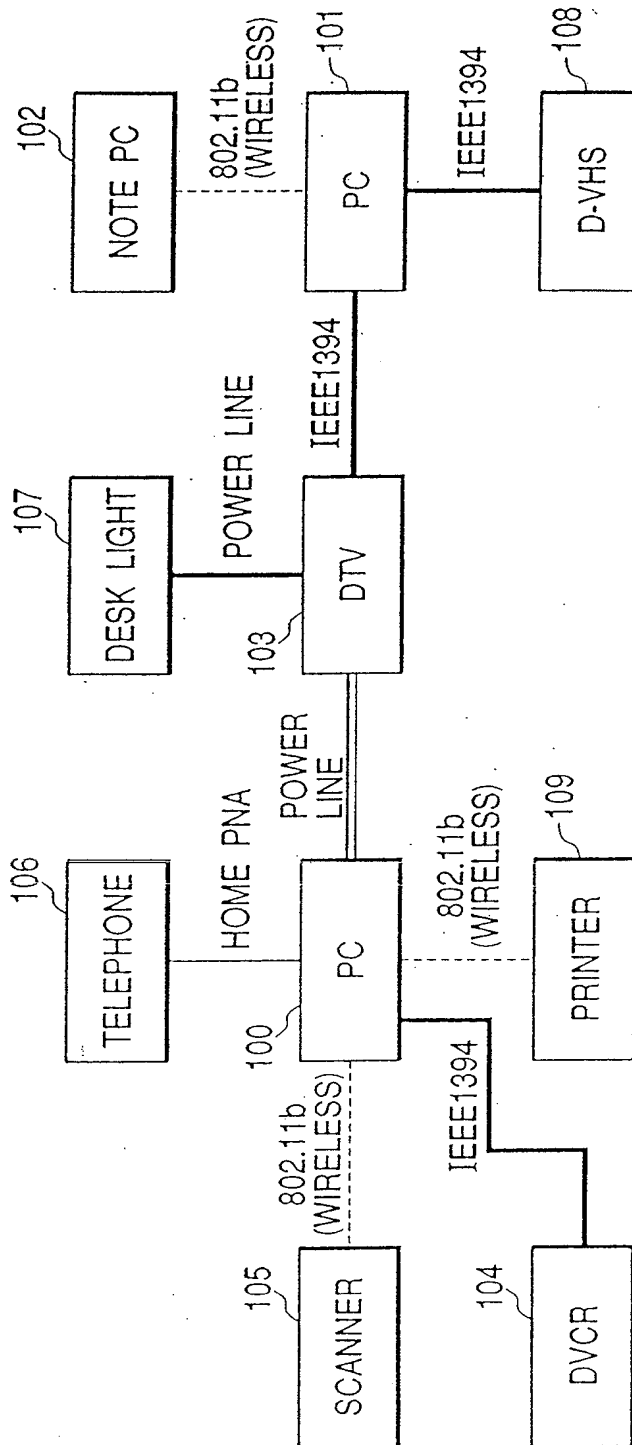 106
TELEPHONE
HOME PNA
107
DESK LIGHT
POWER LINE
102
NOTE PC
802.11b
(WIRELESS)
105
SCANNER
802.11b
(WIRELESS)
100
PC
POWER
LINE
103
DTV
IEEE1394
101
PC
104
DVCR
IEEE1394
802.11b
(WIRELESS)
109
PRINTER
IEEE1394
108
D-VHS